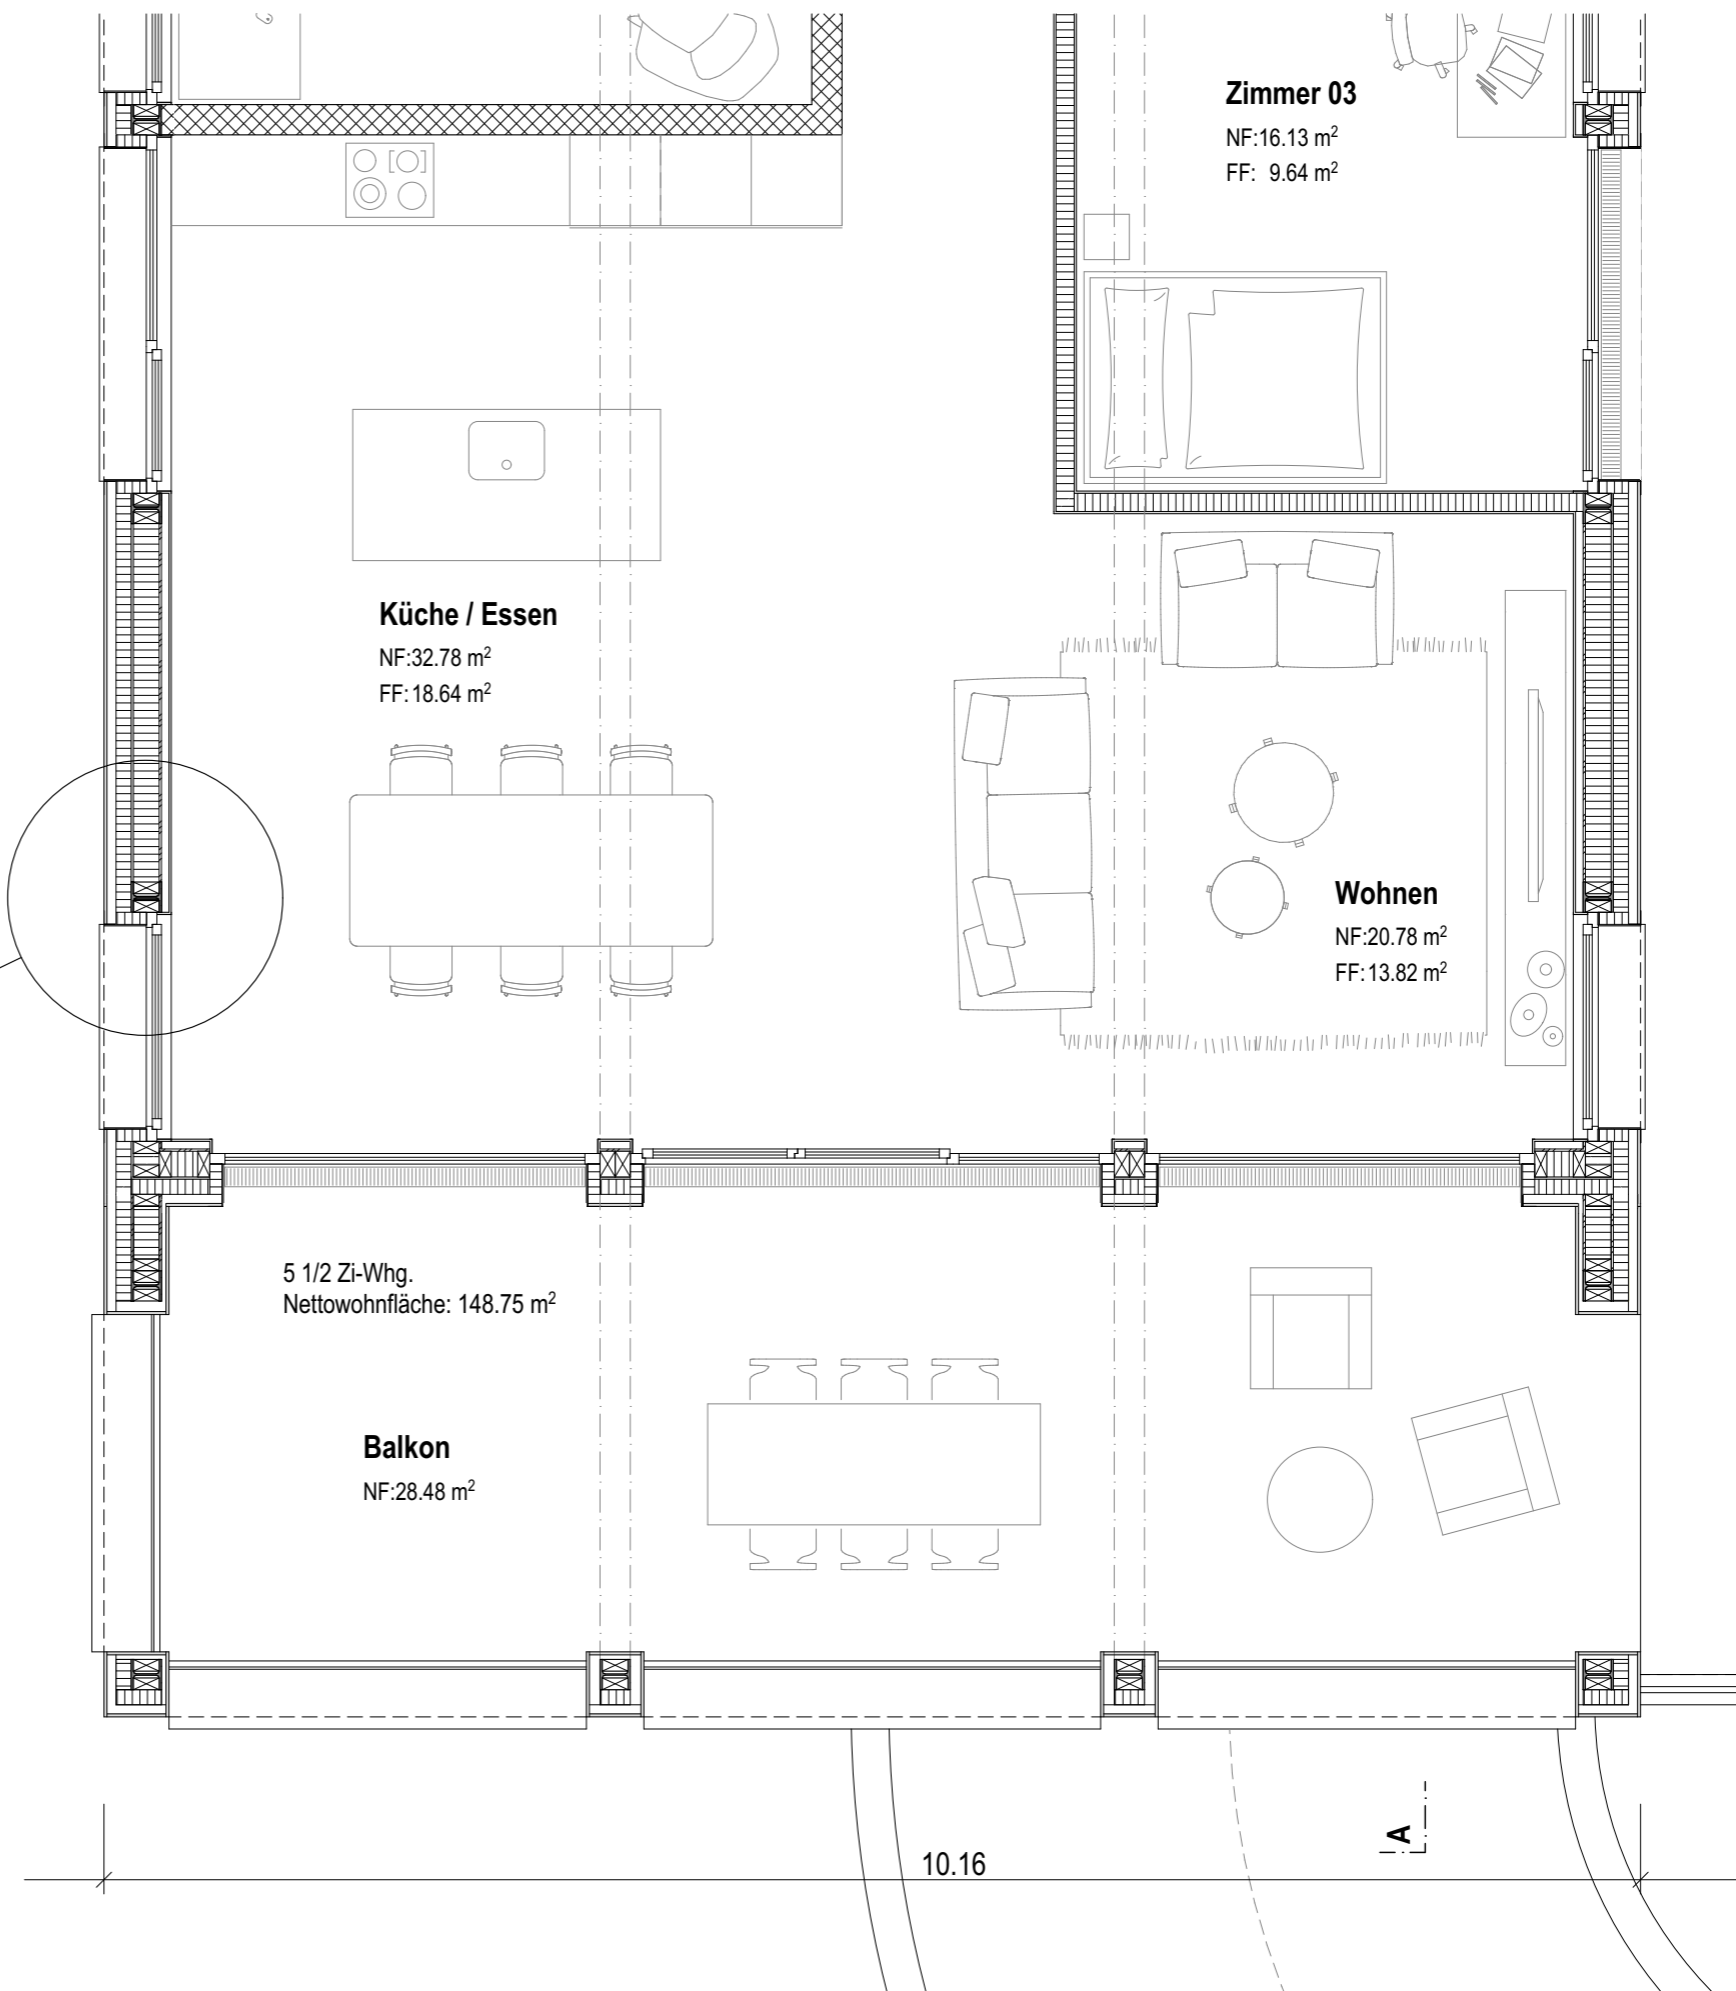 Zimmer 03
NF:16.13 m²
FF: 9.64 m²
Küche / Essen
NF:32.78 m²
FF:18.64 m²
Wohnen
NF:20.78 m²
FF:13.82 m²
5 1/2 Zi-Whg.
Nettowohnfläche: 148.75 m²
Balkon
NF:28.48 m²
A
10.16